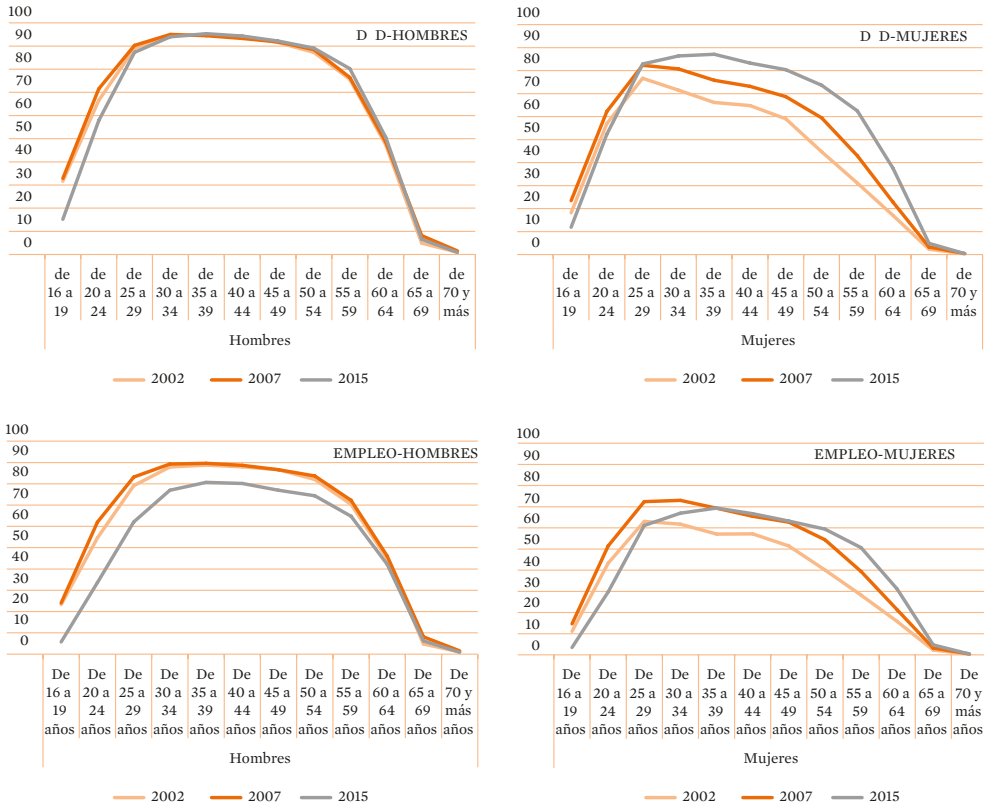 D D-HOMBRES
100
90
80
70
60
50
40
30
20
10
0
de 16 a 19
de 20 a 24
de 25 a 29
de 30 a 34
de 35 a 39
de 40 a 44
de 45 a 49
de 50 a 54
de 55 a 59
de 60 a 64
de 65 a 69
de 70 y más
Hombres
2002 2007 2015
D D-MUJERES
100
90
80
70
60
50
40
30
20
10
0
de 16 a 19
de 20 a 24
de 25 a 29
de 30 a 34
de 35 a 39
de 40 a 44
de 45 a 49
de 50 a 54
de 55 a 59
de 60 a 64
de 65 a 69
de 70 y más
Mujeres
2002 2007 2015
EMPLEO-HOMBRES
100
90
80
70
60
50
40
30
20
10
0
De 16 a 19 años
De 20 a 24 años
De 25 a 29 años
De 30 a 34 años
De 35 a 39 años
De 40 a 44 años
De 45 a 49 años
De 50 a 54 años
De 55 a 59 años
De 60 a 64 años
De 65 a 69 años
De 70 y más años
Hombres
2002 2007 2015
EMPLEO-MUJERES
100
90
80
70
60
50
40
30
20
10
0
De 16 a 19 años
De 20 a 24 años
De 25 a 29 años
De 30 a 34 años
De 35 a 39 años
De 40 a 44 años
De 45 a 49 años
De 50 a 54 años
De 55 a 59 años
De 60 a 64 años
De 65 a 69 años
De 70 y más años
Mujeres
2002 2007 2015